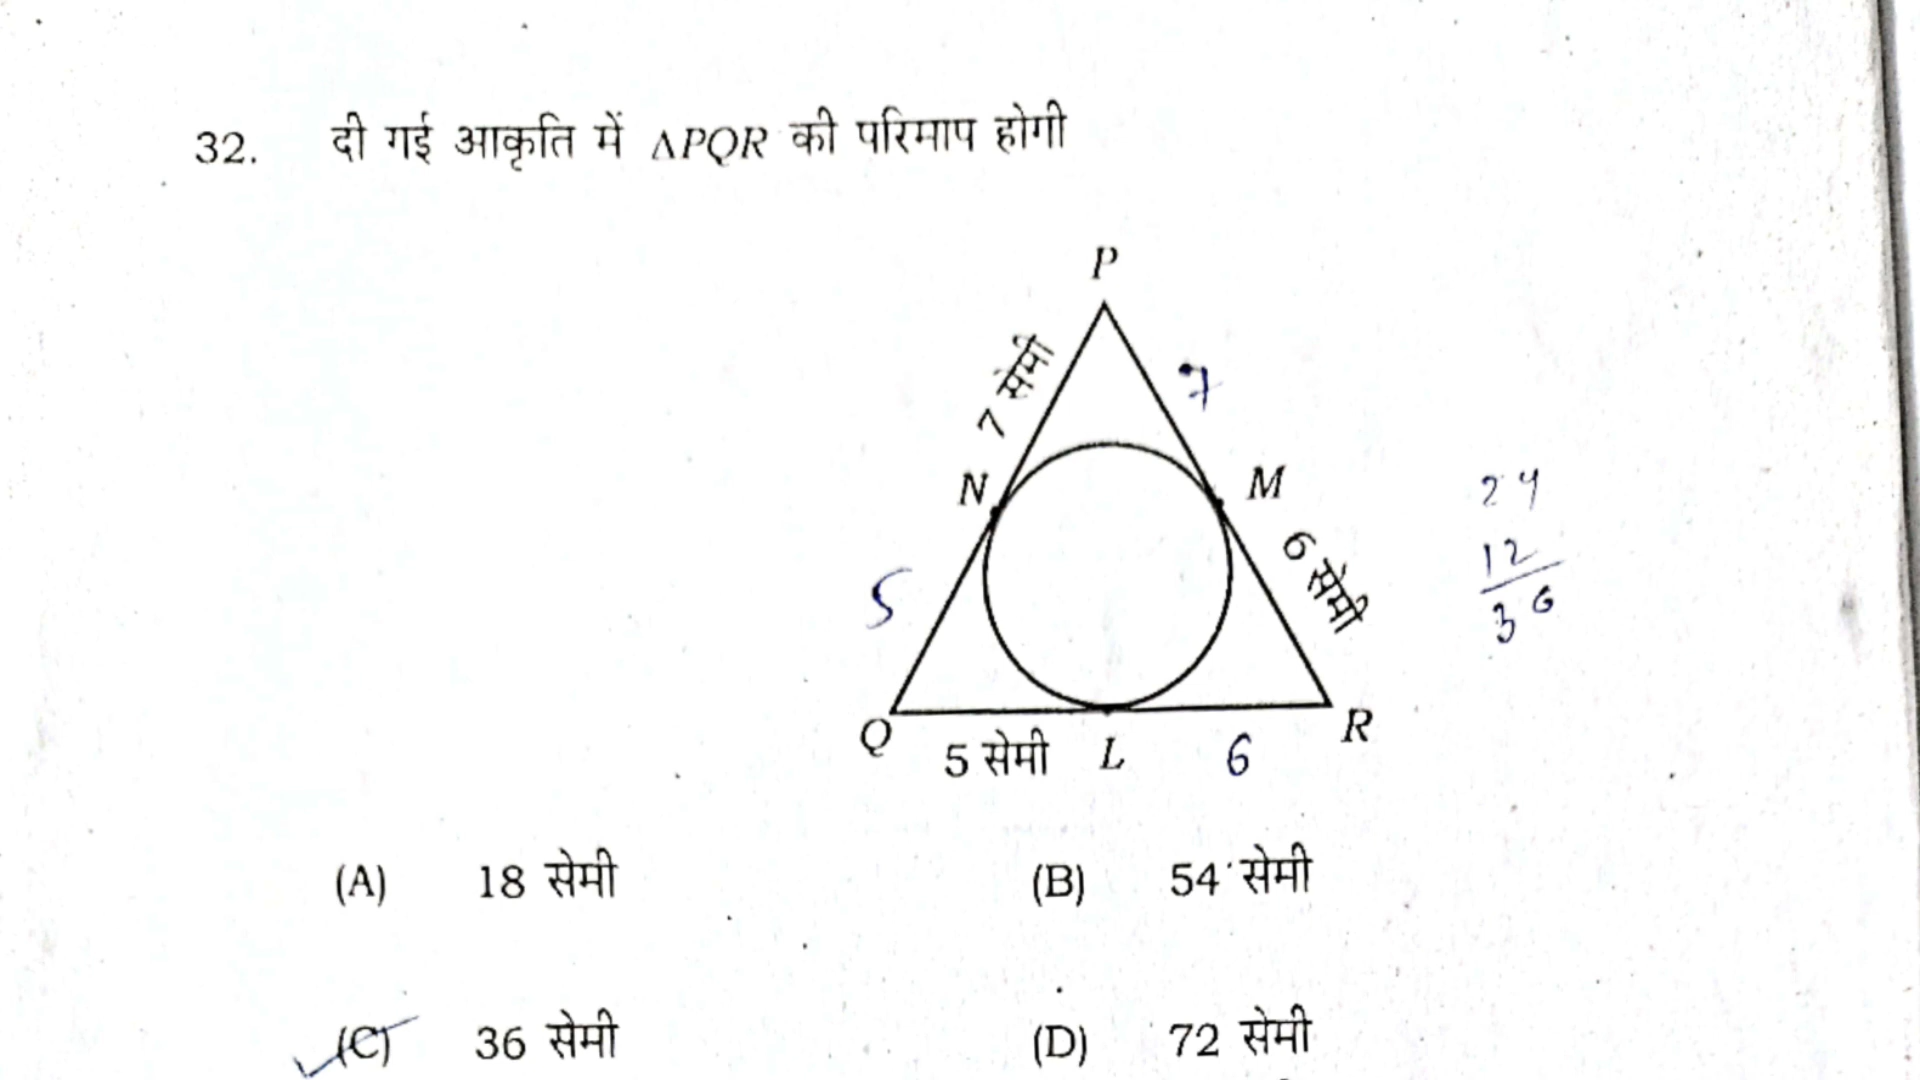 32. दी गई आकृति में ΔPQR की परिमाप होगी
P
7 सेमी
7
N
M
24
6 सेमी
12
5
36
Q
R
5 सेमी L 6
(A) 18 सेमी (B) 54 सेमी
(C) 36 सेमी (D) 72 सेमी